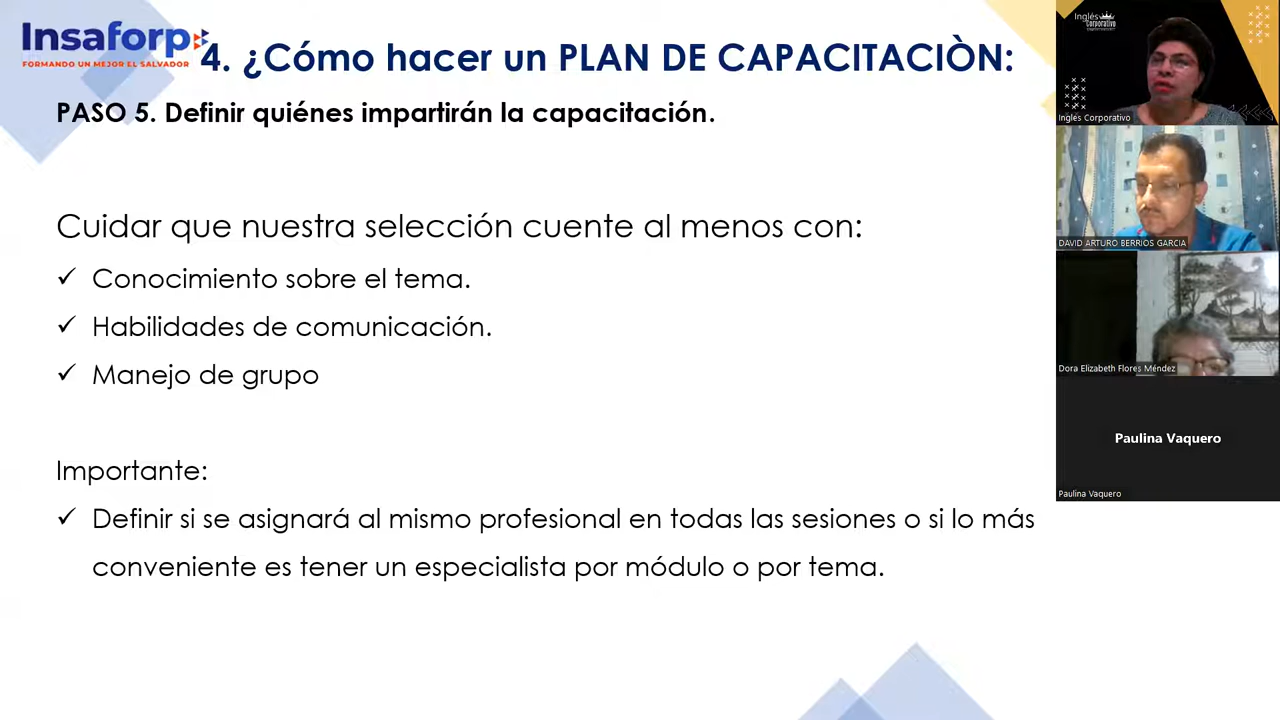 Insaforp
FORMANDO UN MEJOR EL SALVADOR
4. ¿Cómo hacer un PLAN DE CAPACITACIÒN:
PASO 5. Definir quiénes impartirán la capacitación.
Cuidar que nuestra selección cuente al menos con:
✓ Conocimiento sobre el tema.
✓ Habilidades de comunicación.
✓ Manejo de grupo
Importante:
✓ Definir si se asignará al mismo profesional en todas las sesiones o si lo más
conveniente es tener un especialista por módulo o por tema.
Inglés
Corporativo
Inglés Corporativo
DAVID ARTURO BERRIOS GARCIA
Dora Elizabeth Flores Méndez
Paulina Vaquero
Paulina Vaquero